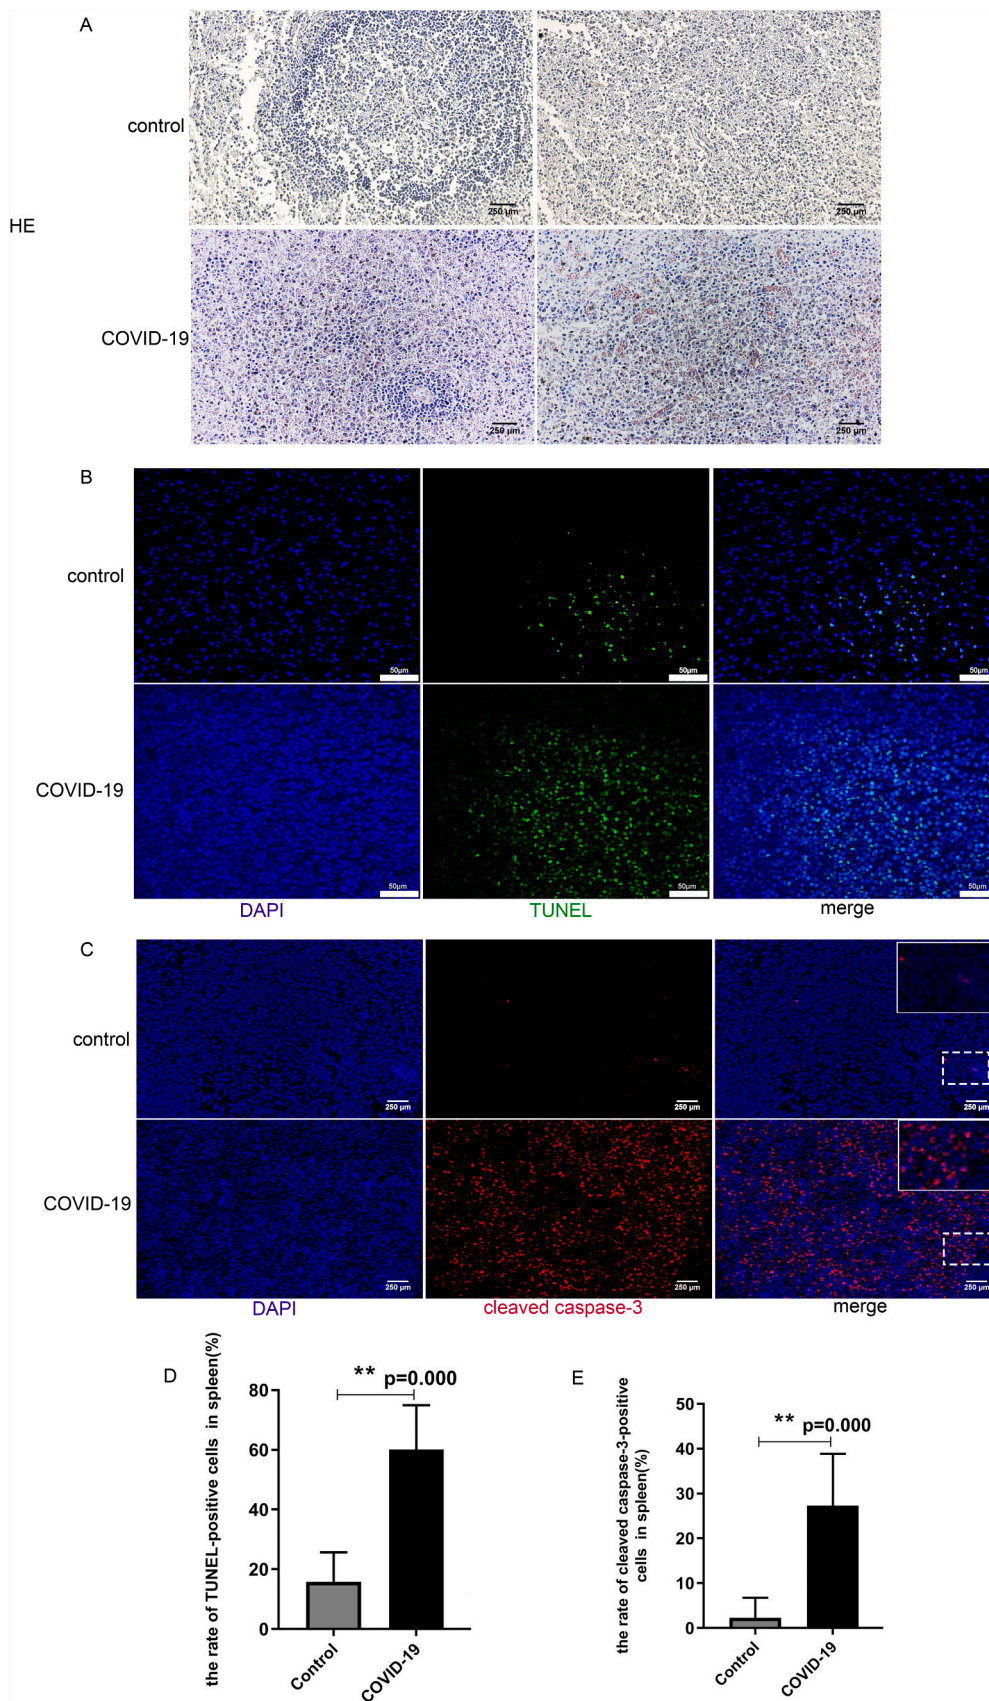 A
control
250 μm
250 μm
HE
COVID-19
250 μm
250 μm
B
control
50μm
50μm
50μm
COVID-19
50μm
50μm
50μm
DAPI
TUNEL
merge
C
control
250 μm
250 μm
250 μm
COVID-19
250 μm
250 μm
250 μm
DAPI
cleaved caspase-3
merge
D
the rate of TUNEL-positive cells in spleen(%)
80
60
40
20
0
** p=0.000
Control
COVID-19
E
the rate of cleaved caspase-3-positive
cells in spleen(%)
50
40
30
20
10
0
** p=0.000
Control
COVID-19